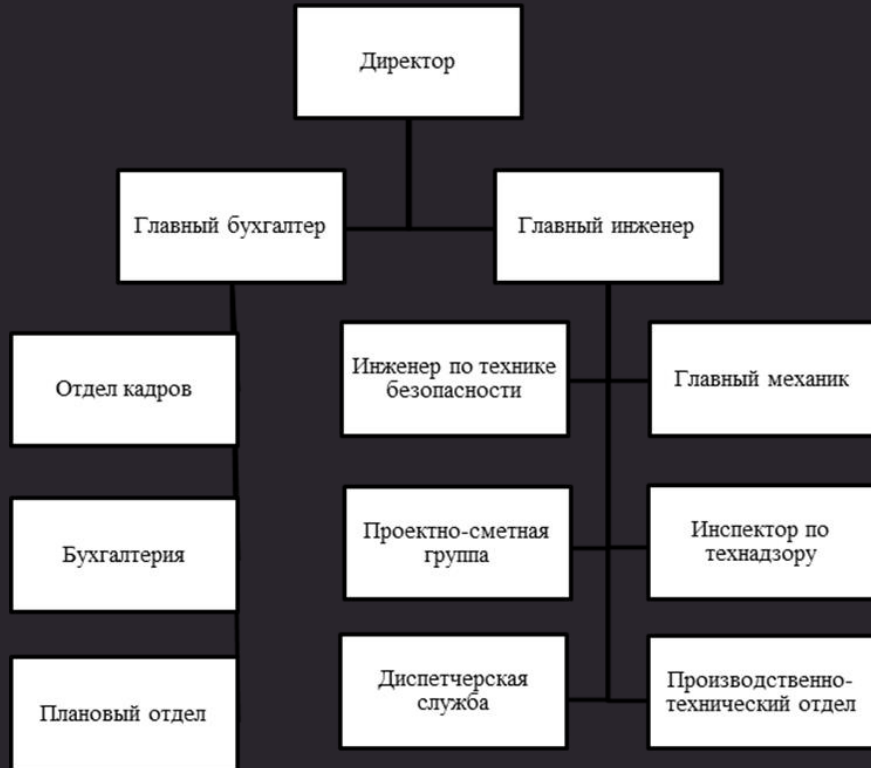 Директор
Главный бухгалтер
Главный инженер
Отдел кадров
Инженер по технике
безопасности
Главный механик
Бухгалтерия
Проектно-сметная
группа
Инспектор по
технадзору
Плановый отдел
Диспетчерская
служба
Производственно-
технический отдел